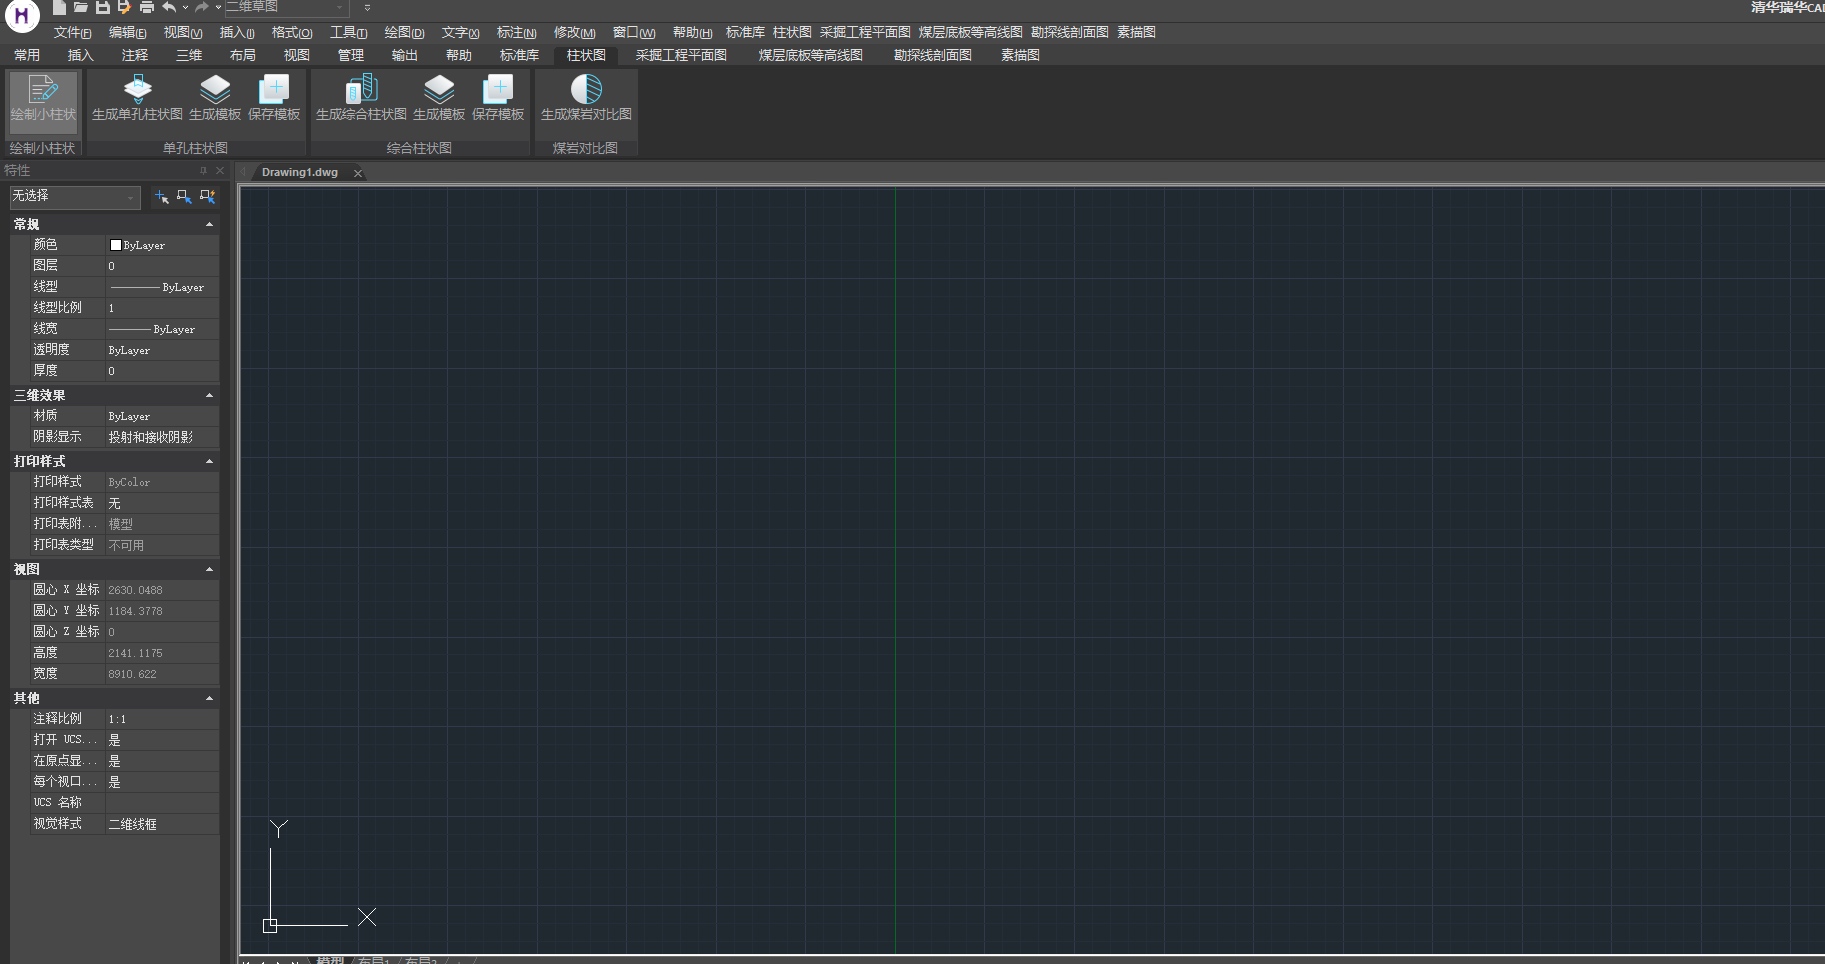 H 二维草图
清华瑞华CAD
文件(F) 编辑(E) 视图(V) 插入(I) 格式(O) 工具(T) 绘图(D) 文字(X) 标注(N) 修改(M) 窗口(W) 帮助(H) 标准库 柱状图 采掘工程平面图 煤层底板等高线图 勘探线剖面图 素描图
常用 插入 注释 三维 布局 视图 管理 输出 帮助 标准库 柱状图 采掘工程平面图 煤层底板等高线图 勘探线剖面图 素描图
绘制小柱状 生成单孔柱状图 生成模板 保存模板 生成综合柱状图 生成模板 保存模板 生成煤岩对比图
绘制小柱状 单孔柱状图 综合柱状图 煤岩对比图
特性
Drawing1.dwg
无选择
常规
颜色 ByLayer
图层 0
线型 ByLayer
线型比例 1
线宽 ByLayer
透明度 ByLayer
厚度 0
三维效果
材质 ByLayer
阴影显示 投射和接收阴影
打印样式
打印样式 ByColor
打印样式表 无
打印表附... 模型
打印表类型 不可用
视图
圆心 X 坐标 2630.0488
圆心 Y 坐标 1184.3778
圆心 Z 坐标 0
高度 2141.1175
宽度 8910.622
其他
注释比例 1:1
打开 UCS... 是
在原点显... 是
每个视口... 是
UCS 名称
视觉样式 二维线框
Y
X
模型 布局1 布局2